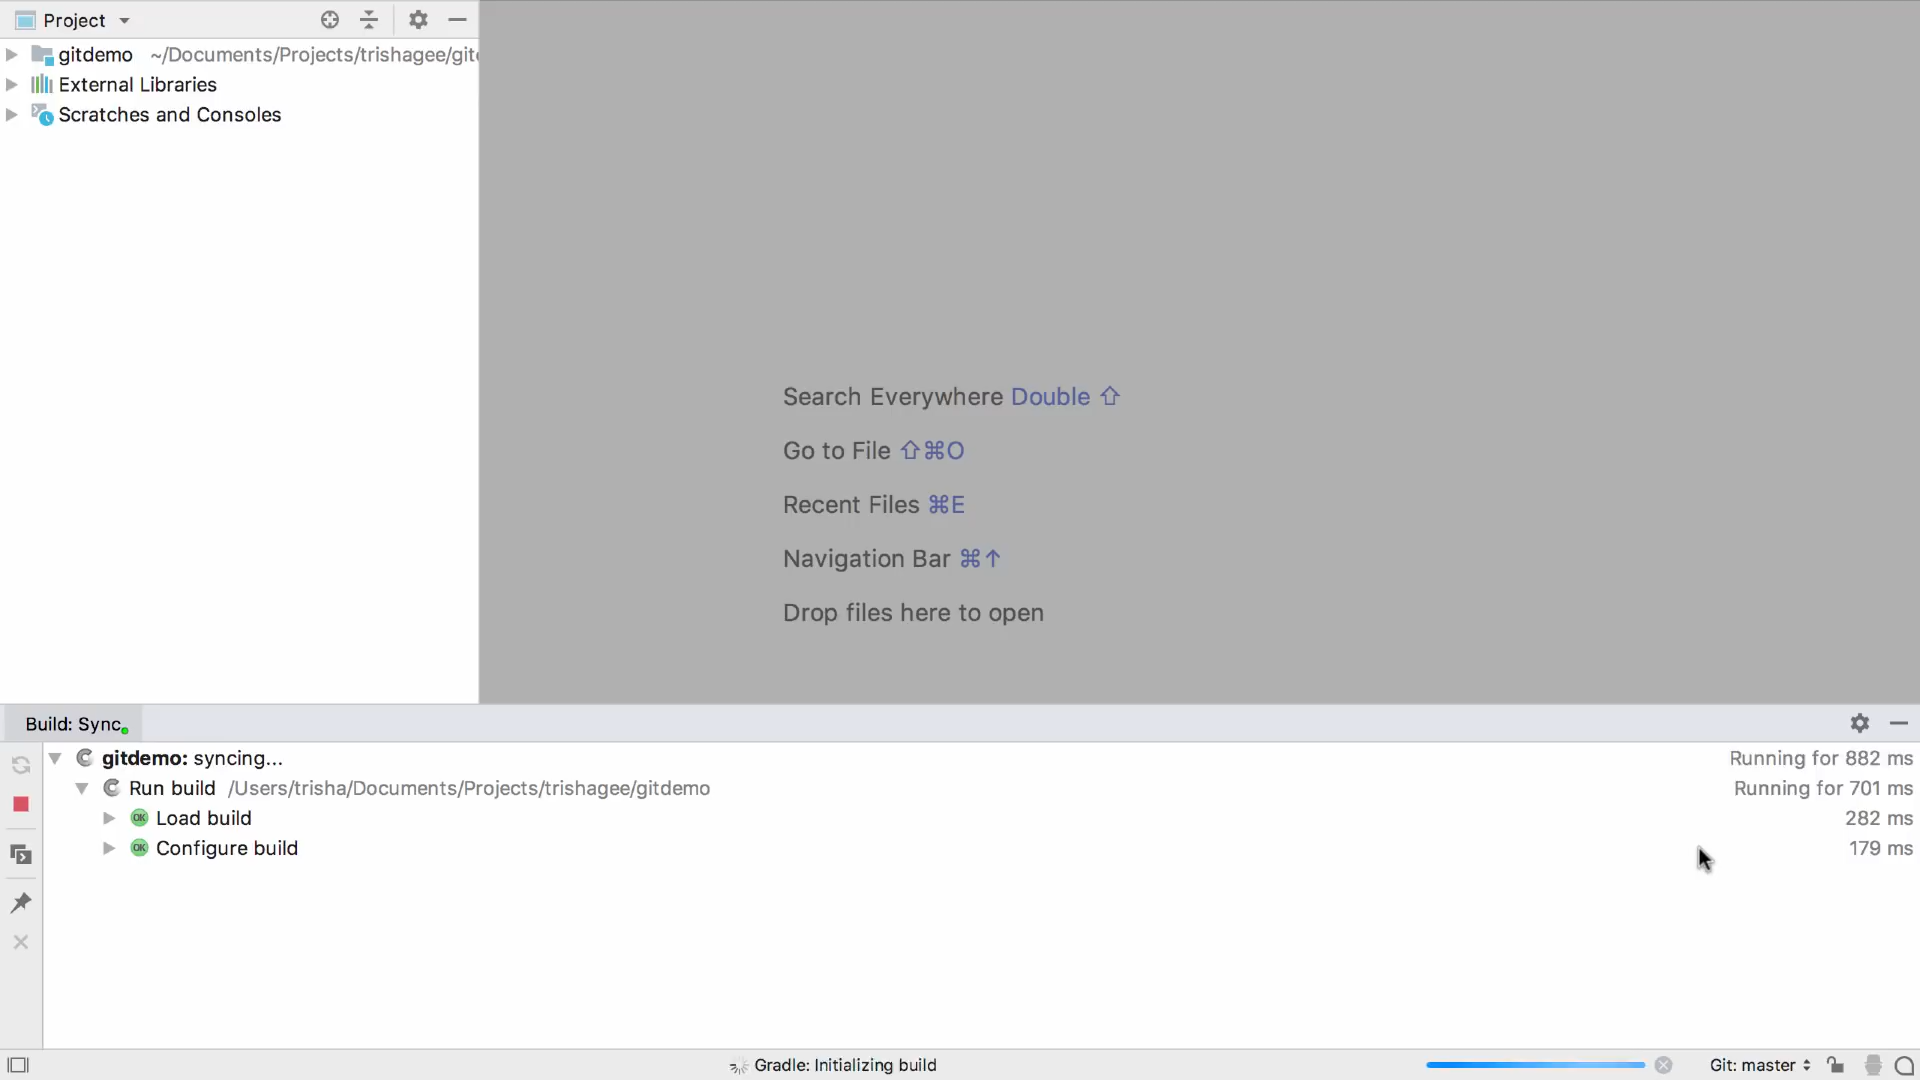 Project
gitdemo ~/Documents/Projects/trishagee/git
External Libraries
Scratches and Consoles
Search Everywhere Double ⇧
Go to File ⇧⌘O
Recent Files ⌘E
Navigation Bar ⌘↑
Drop files here to open
Build: Sync
gitdemo: syncing... Running for 882 ms
Run build /Users/trisha/Documents/Projects/trishagee/gitdemo Running for 701 ms
OK Load build 282 ms
OK Configure build 179 ms
Gradle: Initializing build
Git: master